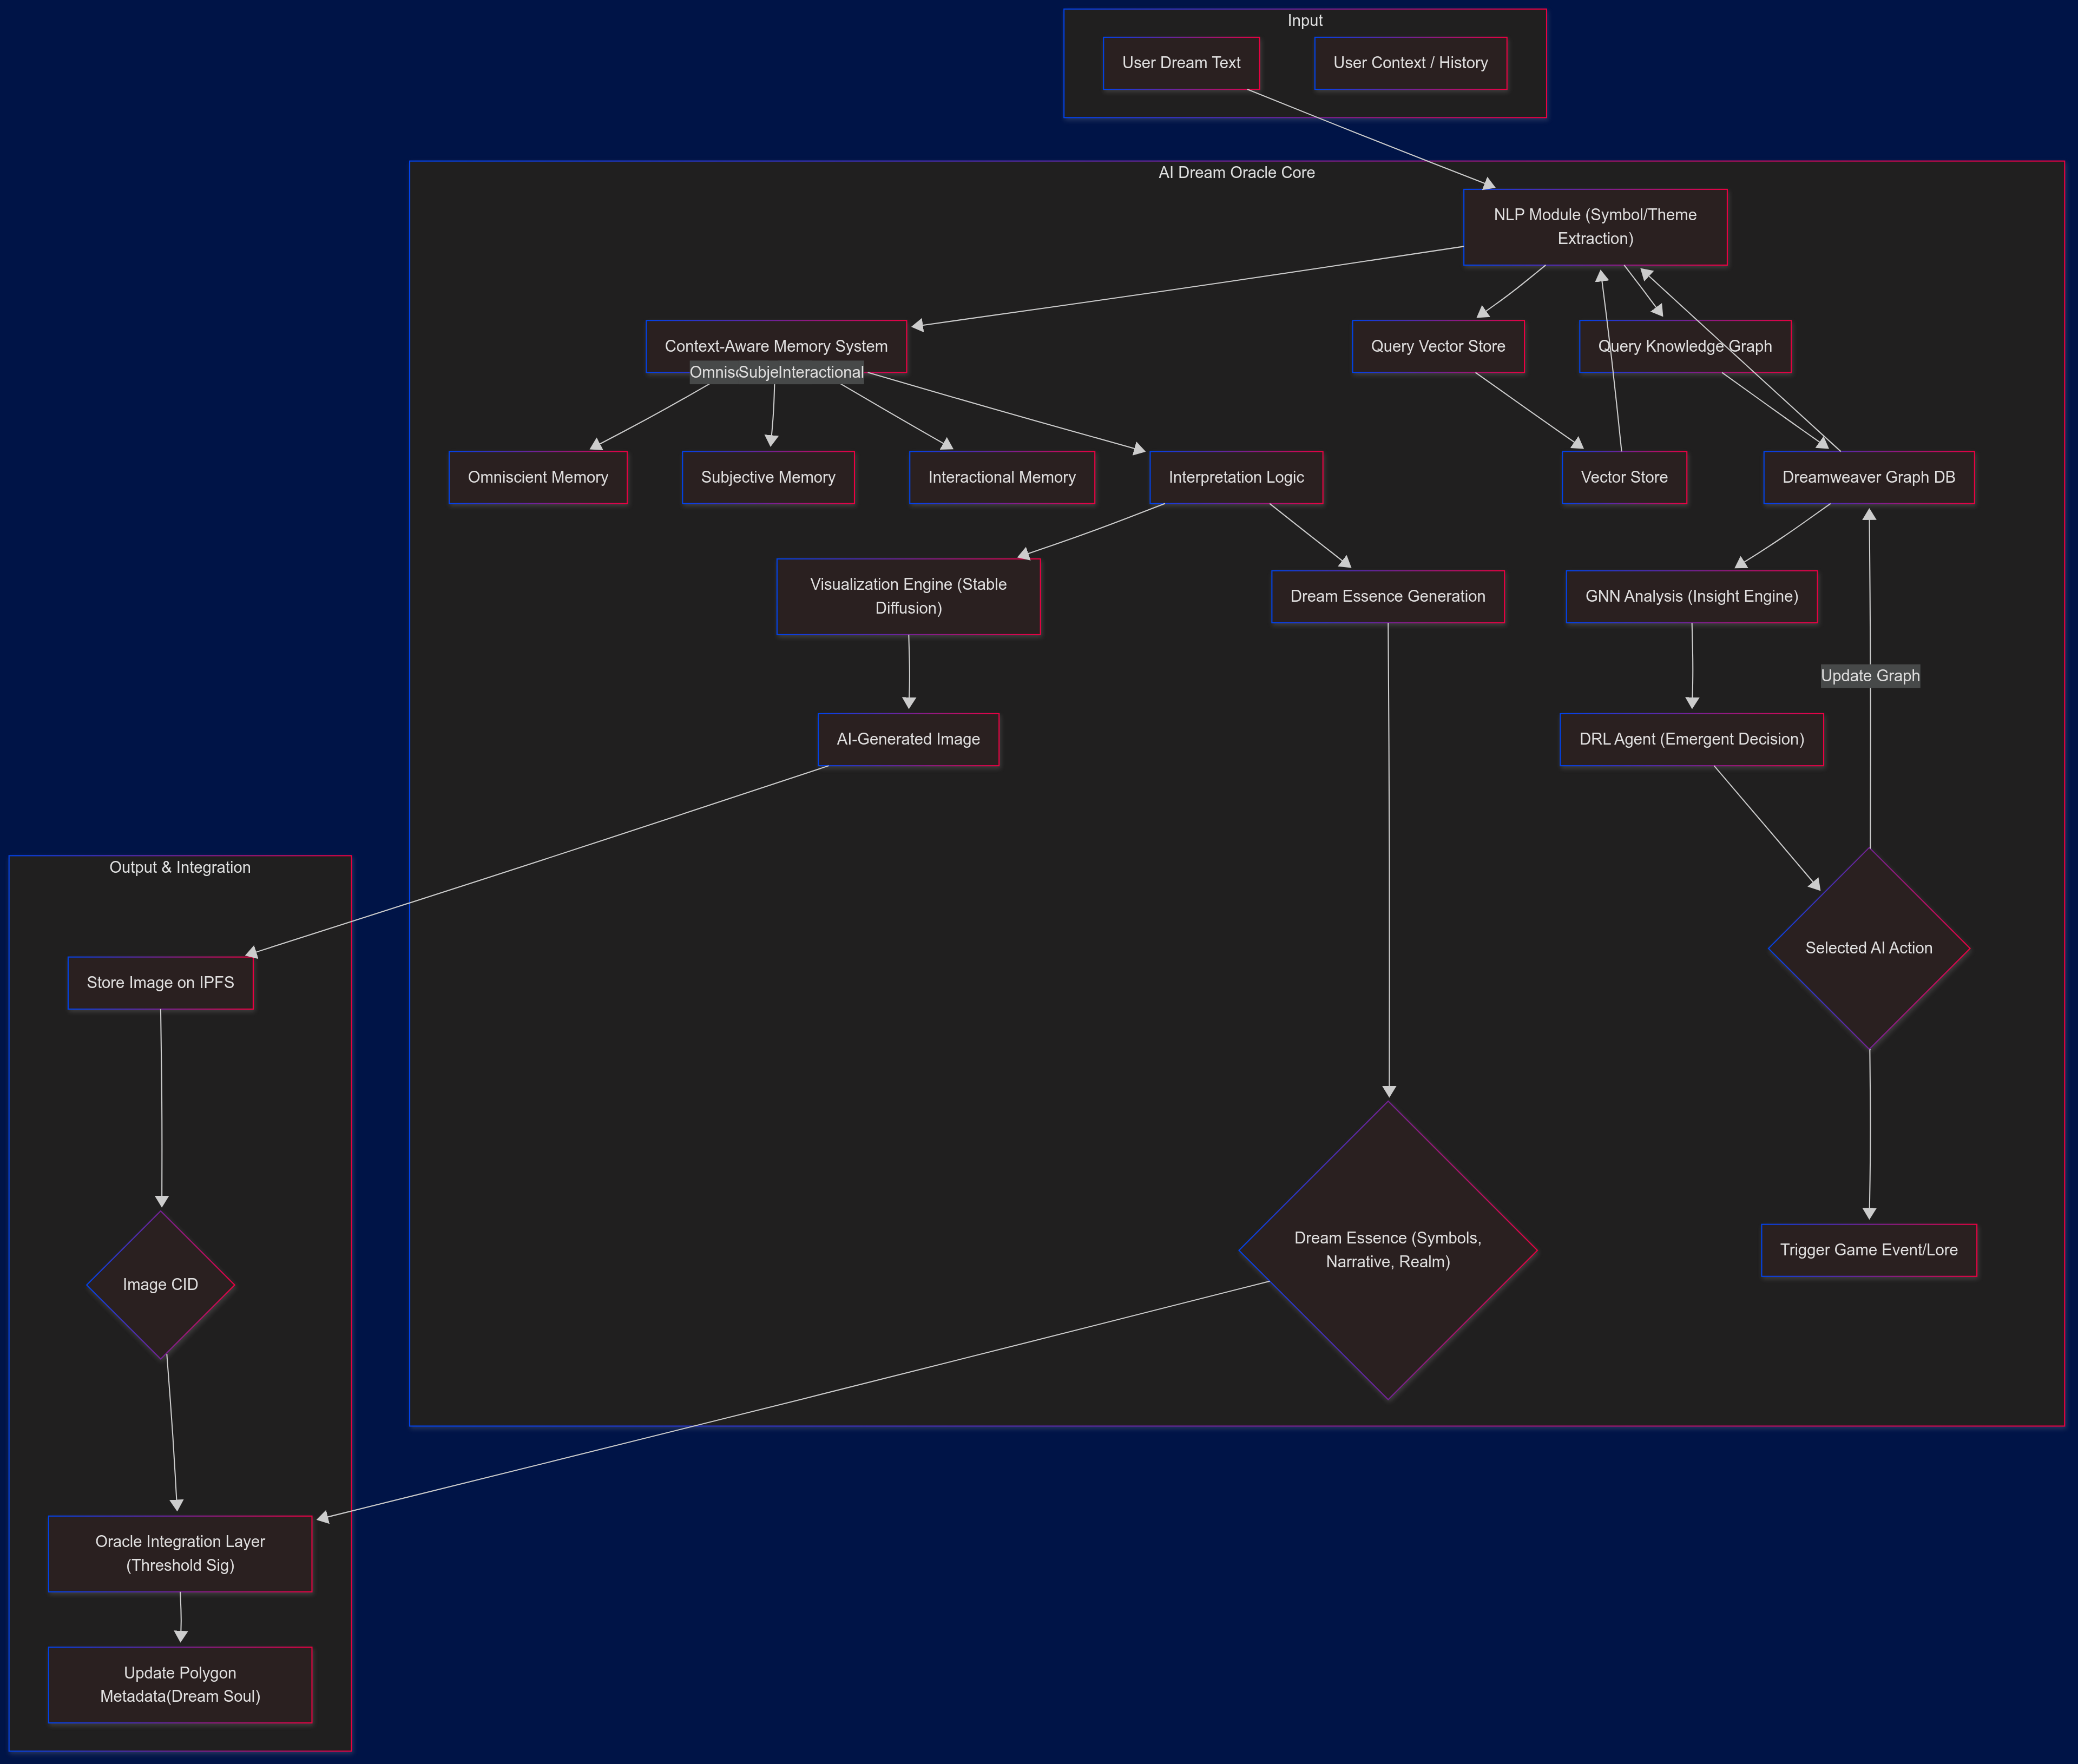 Input
User Dream Text
User Context / History
AI Dream Oracle Core
NLP Module (Symbol/Theme
Extraction)
Context-Aware Memory System
Query Vector Store
Query Knowledge Graph
Interactional
Omniscient Memory
Subjective Memory
Interactional Memory
Interpretation Logic
Vector Store
Dreamweaver Graph DB
Visualization Engine (Stable
Diffusion)
Dream Essence Generation
GNN Analysis (Insight Engine)
Update Graph
AI-Generated Image
DRL Agent (Emergent Decision)
Output & Integration
Selected AI Action
Store Image on IPFS
Dream Essence (Symbols,
Narrative, Realm)
Trigger Game Event/Lore
Image CID
Oracle Integration Layer
(Threshold Sig)
Update Polygon
Metadata(Dream Soul)